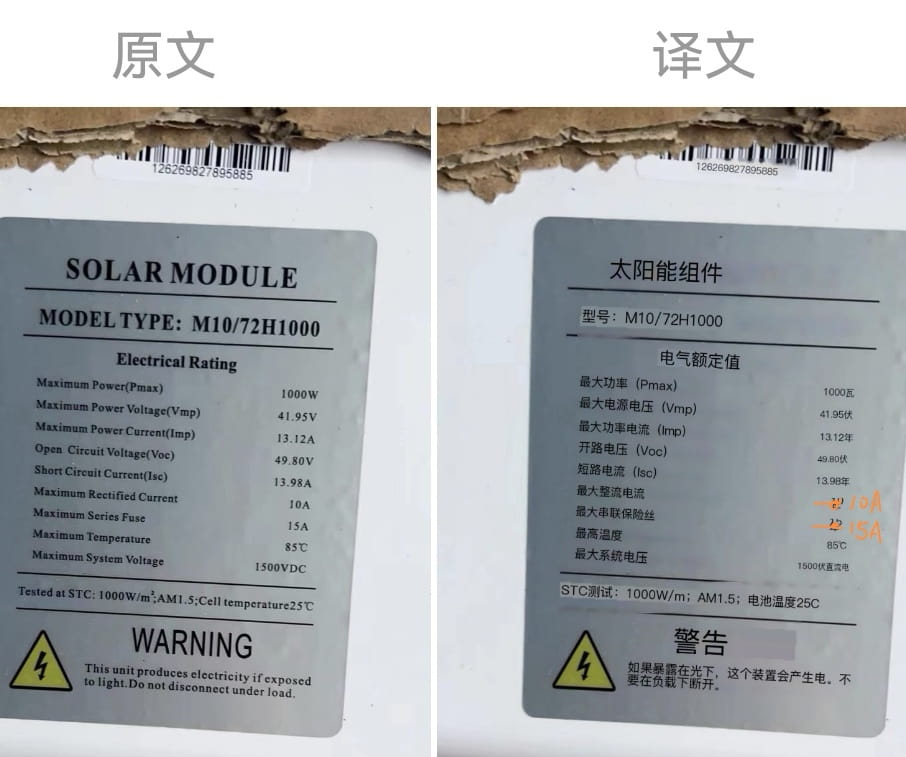 原文
译文
126269827895885
SOLAR MODULE
MODEL TYPE: M10/72H1000
Electrical Rating
Maximum Power(Pmax) 1000W
Maximum Power Voltage(Vmp) 41.95V
Maximum Power Current(Imp) 13.12A
Open Circuit Voltage(Voc) 49.80V
Short Circuit Current(Isc) 13.98A
Maximum Rectified Current 10A
Maximum Series Fuse 15A
Maximum Temperature 85℃
Maximum System Voltage 1500VDC
Tested at STC: 1000W/m²;AM1.5;Cell temperature25℃
WARNING
This unit produces electricity if exposed
to light.Do not disconnect under load.
126269827895885
太阳能组件
型号：M10/72H1000
电气额定值
最大功率（Pmax） 1000瓦
最大电源电压（Vmp） 41.95伏
最大功率电流（Imp） 13.12年
开路电压（Voc） 49.80伏
短路电流（Isc） 13.98年
最大整流电流 10A
最大串联保险丝 15A
最高温度 85℃
最大系统电压 1500伏直流电
STC测试：1000W/m；AM1.5；电池温度25C
警告
如果暴露在光下，这个装置会产生电。不
要在负载下断开。